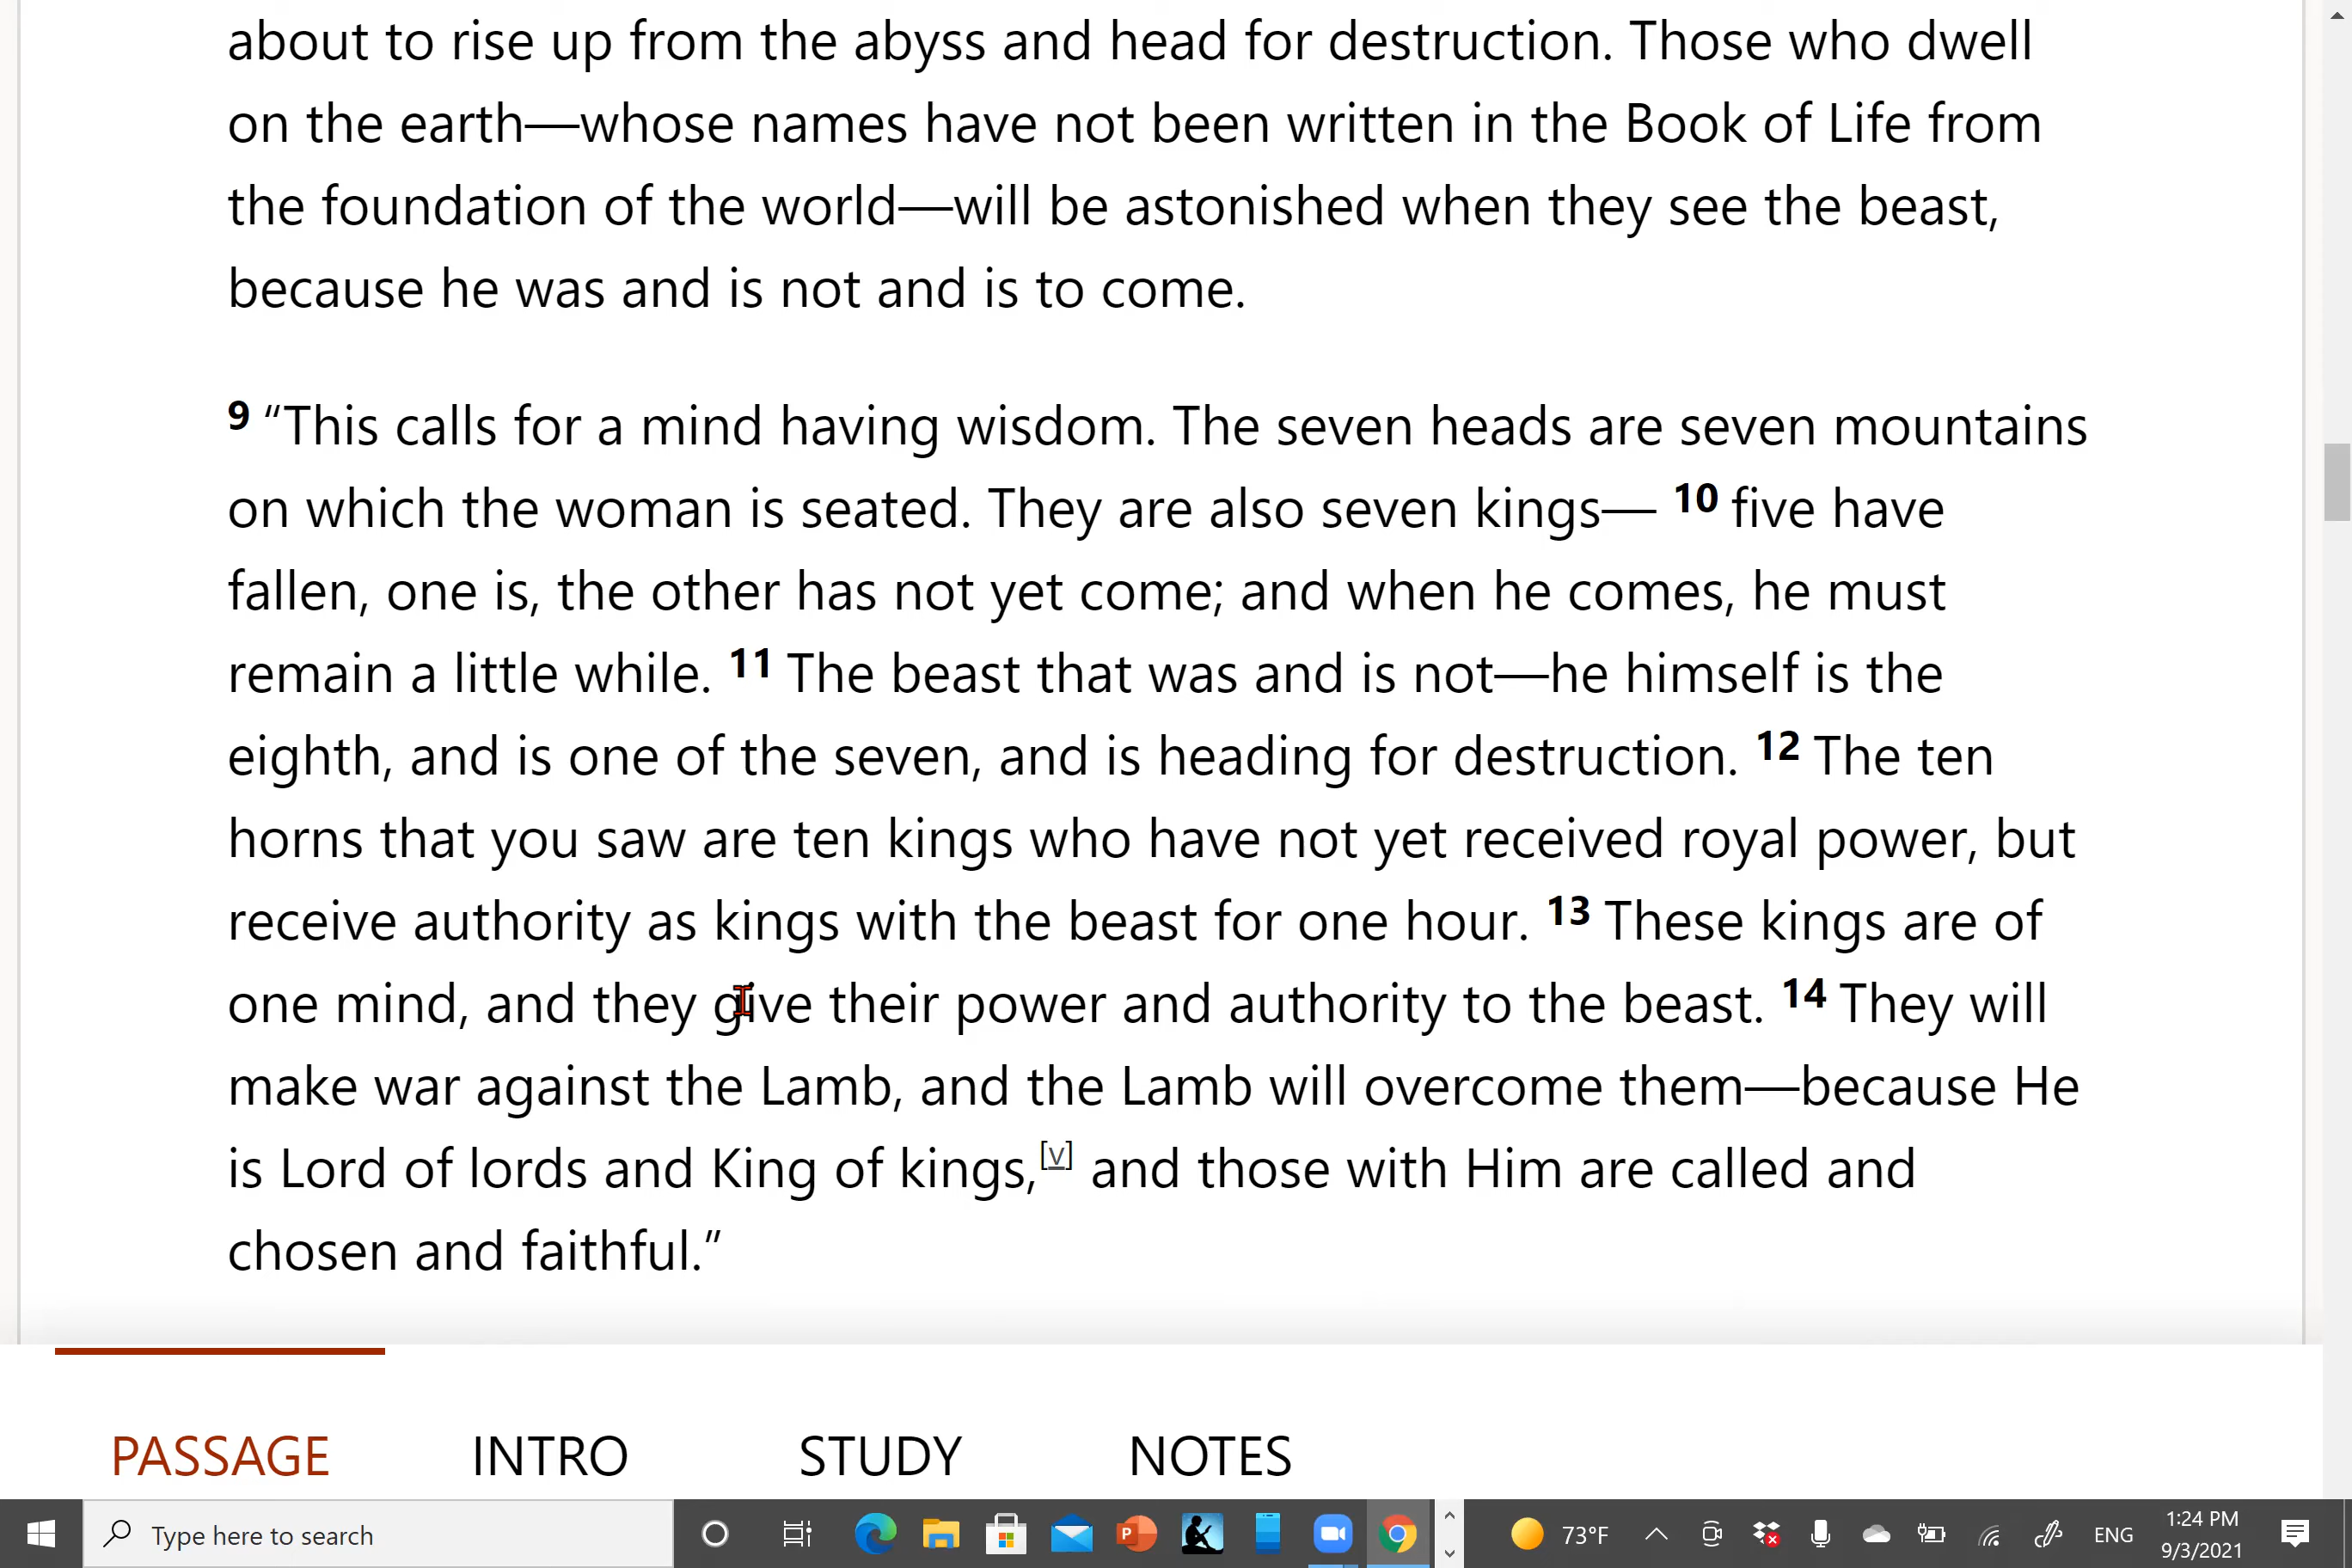 about to rise up from the abyss and head for destruction. Those who dwell
on the earth—whose names have not been written in the Book of Life from
the foundation of the world—will be astonished when they see the beast,
because he was and is not and is to come.
9 “This calls for a mind having wisdom. The seven heads are seven mountains
on which the woman is seated. They are also seven kings— 10 five have
fallen, one is, the other has not yet come; and when he comes, he must
remain a little while. 11 The beast that was and is not—he himself is the
eighth, and is one of the seven, and is heading for destruction. 12 The ten
horns that you saw are ten kings who have not yet received royal power, but
receive authority as kings with the beast for one hour. 13 These kings are of
one mind, and they give their power and authority to the beast. 14 They will
make war against the Lamb, and the Lamb will overcome them—because He
is Lord of lords and King of kings,[v] and those with Him are called and
chosen and faithful.”
PASSAGE INTRO STUDY NOTES
Type here to search P 73°F ENG 1:24 PM
9/3/2021